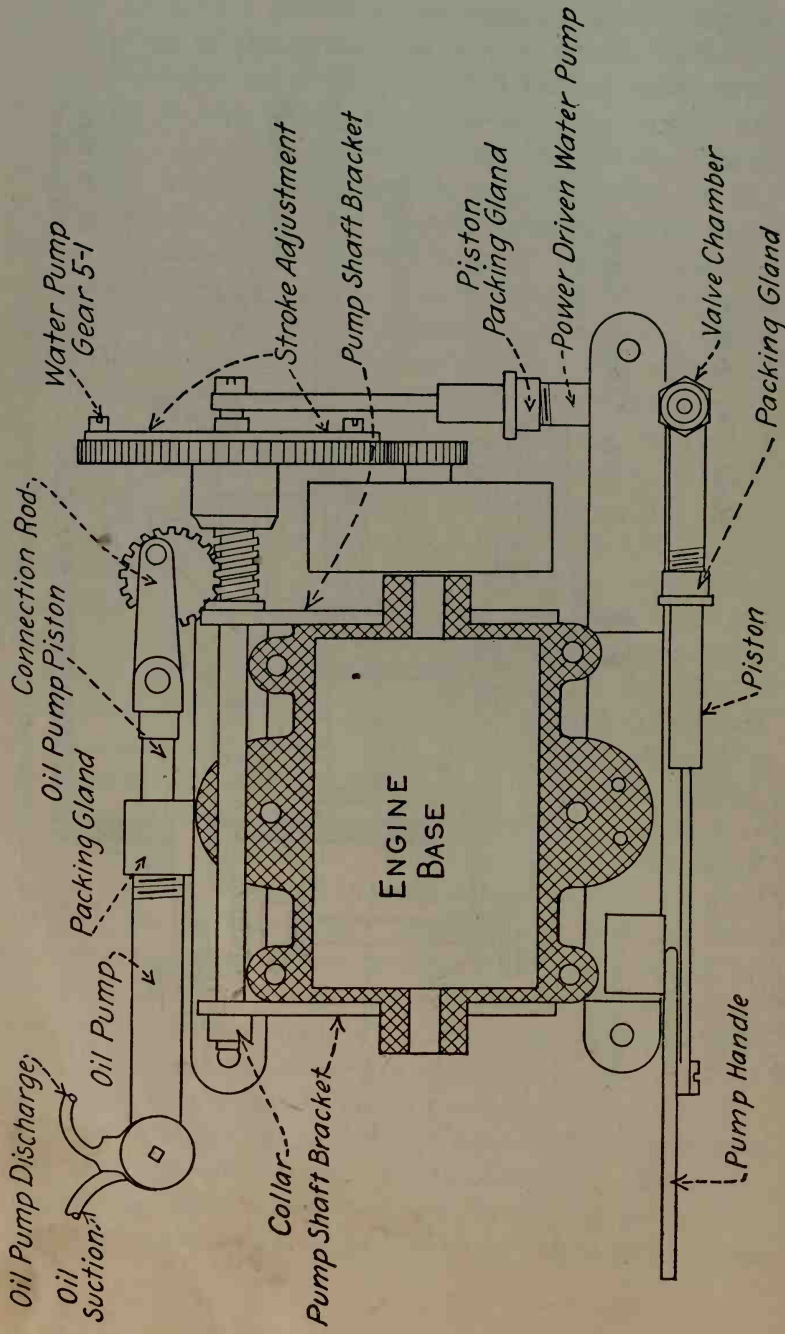 Oil Pump Discharge
Oil
Suction
Oil Pump
Packing Gland
Oil Pump Piston
Connection Rod
Water Pump
Gear 5-1
Stroke Adjustment
Pump Shaft Bracket
Collar
Pump Shaft Bracket
ENGINE
BASE
Piston
Packing Gland
Power Driven Water Pump
Valve Chamber
Packing Gland
Piston
Pump Handle